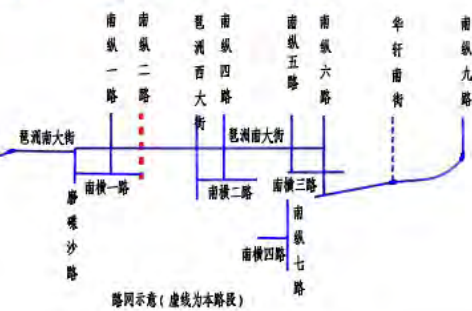 南纵一路
南纵二路
琶洲西大街
南纵四路
南纵五路
南纵六路
华轩南街
南纵九路
琶洲南大街
琶洲南大街
南横一路
南横二路
南横三路
磨碟沙路
南纵七路
南横四路
路网示意(虚线为本路段)